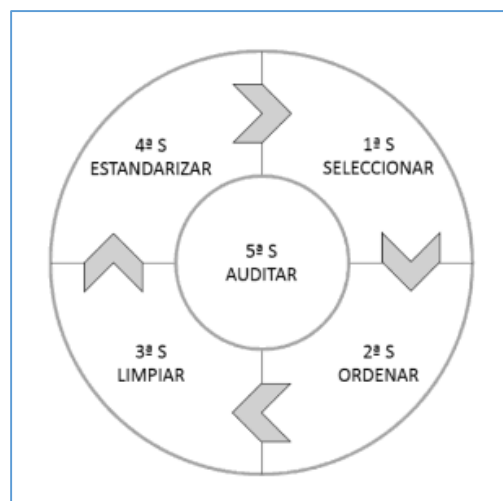 4ª S
ESTANDARIZAR
1ª S
SELECCIONAR
5ª S
AUDITAR
3ª S
LIMPIAR
2ª S
ORDENAR